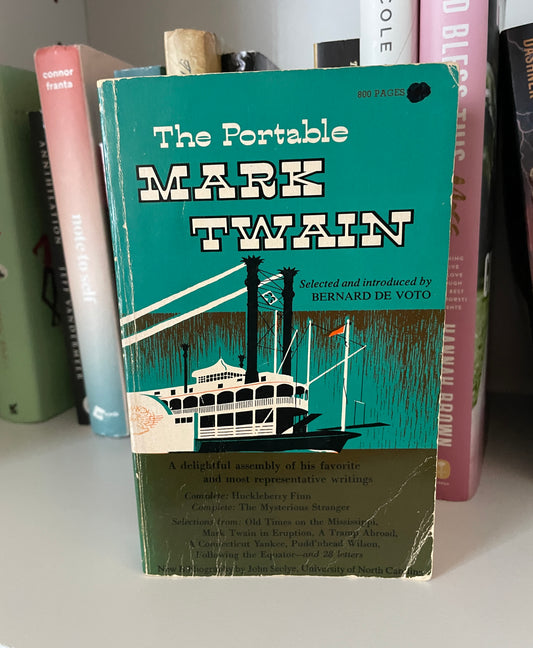 connor
franta
note to self
ANNIHILATION
JEFF VANDERMEER
COLE
BLESS THIS
HANNAH BROWN
800 PAGES
The Portable
MARK
TWAIN
Selected and introduced by
BERNARD DE VOTO
A delightful assembly of his favorite
and most representative writings
Complete: Huckleberry Finn
Complete: The Mysterious Stranger
Selections from: Old Times on the Mississippi,
Mark Twain in Eruption, A Tramp Abroad,
A Connecticut Yankee, Pudd'nhead Wilson,
Following the Equator—and 28 letters
New Bibliography by John Seelye, University of North Carolina